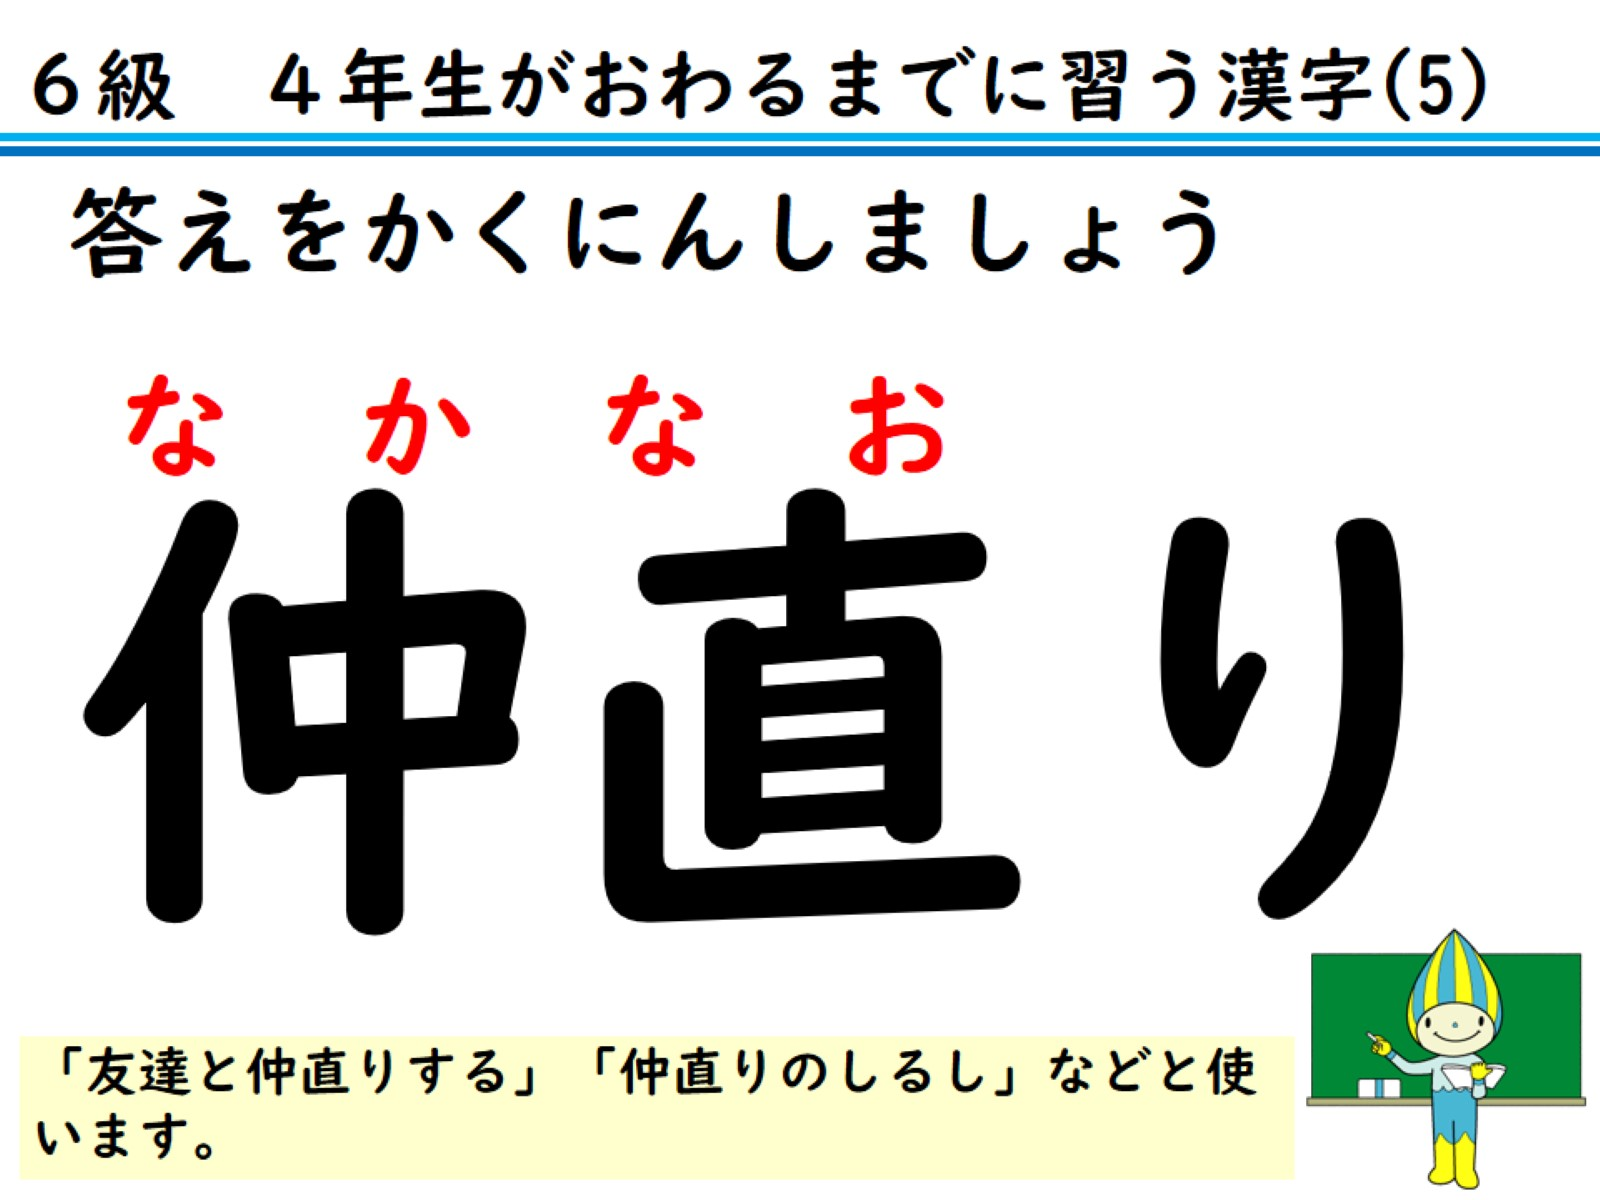 ６級　４年生がおわるまでに習う漢字(5)
答えをかくにんしましょう
なかなお
仲直り
「友達と仲直りする」「仲直りのしるし」などと使
います。